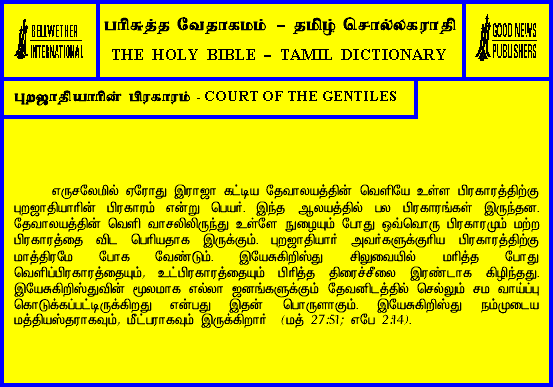 BELLWETHER
INTERNATIONAL
பரிசுத்த வேதாகமம் – தமிழ் சொல்லகராதி
THE HOLY BIBLE – TAMIL DICTIONARY
GOOD NEWS
PUBLISHERS
புறஜாதியாரின் பிரகாரம் - COURT OF THE GENTILES
எருசலேமில் ஏரோது இராஜா கட்டிய தேவாலயத்தின் வெளியே உள்ள பிரகாரத்திற்கு
புறஜாதியாரின் பிரகாரம் என்று பெயர். இந்த ஆலயத்தில் பல பிரகாரங்கள் இருந்தன.
தேவாலயத்தின் வெளி வாசலிலிருந்து உள்ளே நுழையும் போது ஒவ்வொரு பிரகாரமும் மற்ற
பிரகாரத்தை விட பெரியதாக இருக்கும். புறஜாதியார் அவர்களுக்குரிய பிரகாரத்திற்கு
மாத்திரமே போக வேண்டும். இயேசுகிறிஸ்து சிலுவையில் மரித்த போது
வெளிப்பிரகாரத்தையும், உட்பிரகாரத்தையும் பிரித்த திரைச்சீலை இரண்டாக கிழிந்தது.
இயேசுகிறிஸ்துவின் மூலமாக எல்லா ஜனங்களுக்கும் தேவனிடத்தில் செல்லும் சம வாய்ப்பு
கொடுக்கப்பட்டிருக்கிறது என்பது இதன் பொருளாகும். இயேசுகிறிஸ்து நம்முடைய
மத்தியஸ்தராகவும், மீட்பராகவும் இருக்கிறார் (மத் 27:51; எபே 2:14).